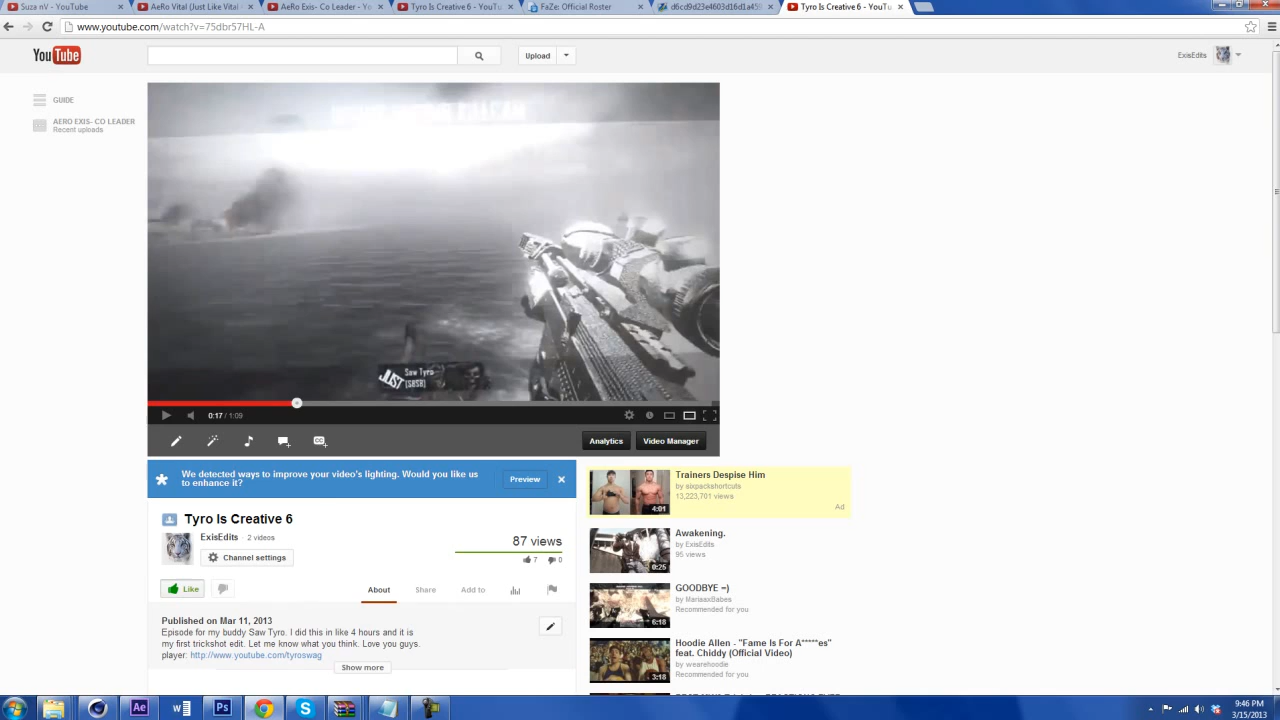 Suza nV - YouTube
AeRo Vital (Just Like Vital
AeRo Exis- Co Leader - Yo
Tyro Is Creative 6 - YouTu
FaZe: Official Roster
d6cd9d23e4603d16d1a459
Tyro Is Creative 6 - YouTu
www.youtube.com/watch?v=75dbr57HL-A
YouTube
Upload
ExisEdits
GUIDE
AERO EXIS- CO LEADER
Recent uploads
Saw Tyro
JUST
[SBSB]
0:17 / 1:09
CC
Analytics
Video Manager
We detected ways to improve your video's lighting. Would you like us
to enhance it?
Preview
Tyro Is Creative 6
ExisEdits · 2 videos
Channel settings
87 views
7
0
Like
About
Share
Add to
Published on Mar 11, 2013
Episode for my buddy Saw Tyro. I did this in like 4 hours and it is
my first trickshot edit. Let me know what you think. Love you guys.
player: http://www.youtube.com/tyroswag
Show more
Trainers Despise Him
by sixpackshortcuts
13,223,701 views
4:01
Ad
Awakening.
by ExisEdits
95 views
0:25
GOODBYE =)
by MariaaxBabes
Recommended for you
6:18
Hoodie Allen - "Fame Is For A*****es"
feat. Chiddy (Official Video)
by wearehoodie
Recommended for you
3:18
Ae
W
Ps
S
9:46 PM
3/15/2013